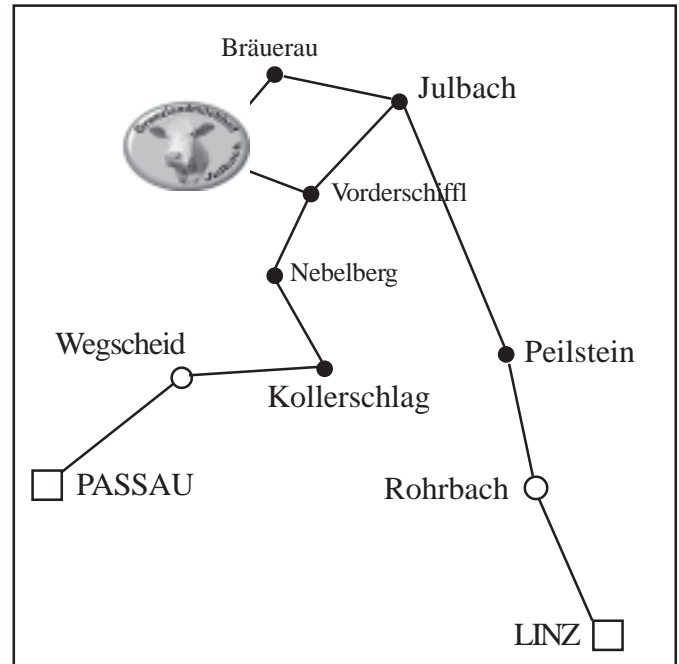 Bräuerau
Julbach
Vorderschiffl
Nebelberg
Wegscheid
Peilstein
Kollerschlag
PASSAU
Rohrbach
LINZ